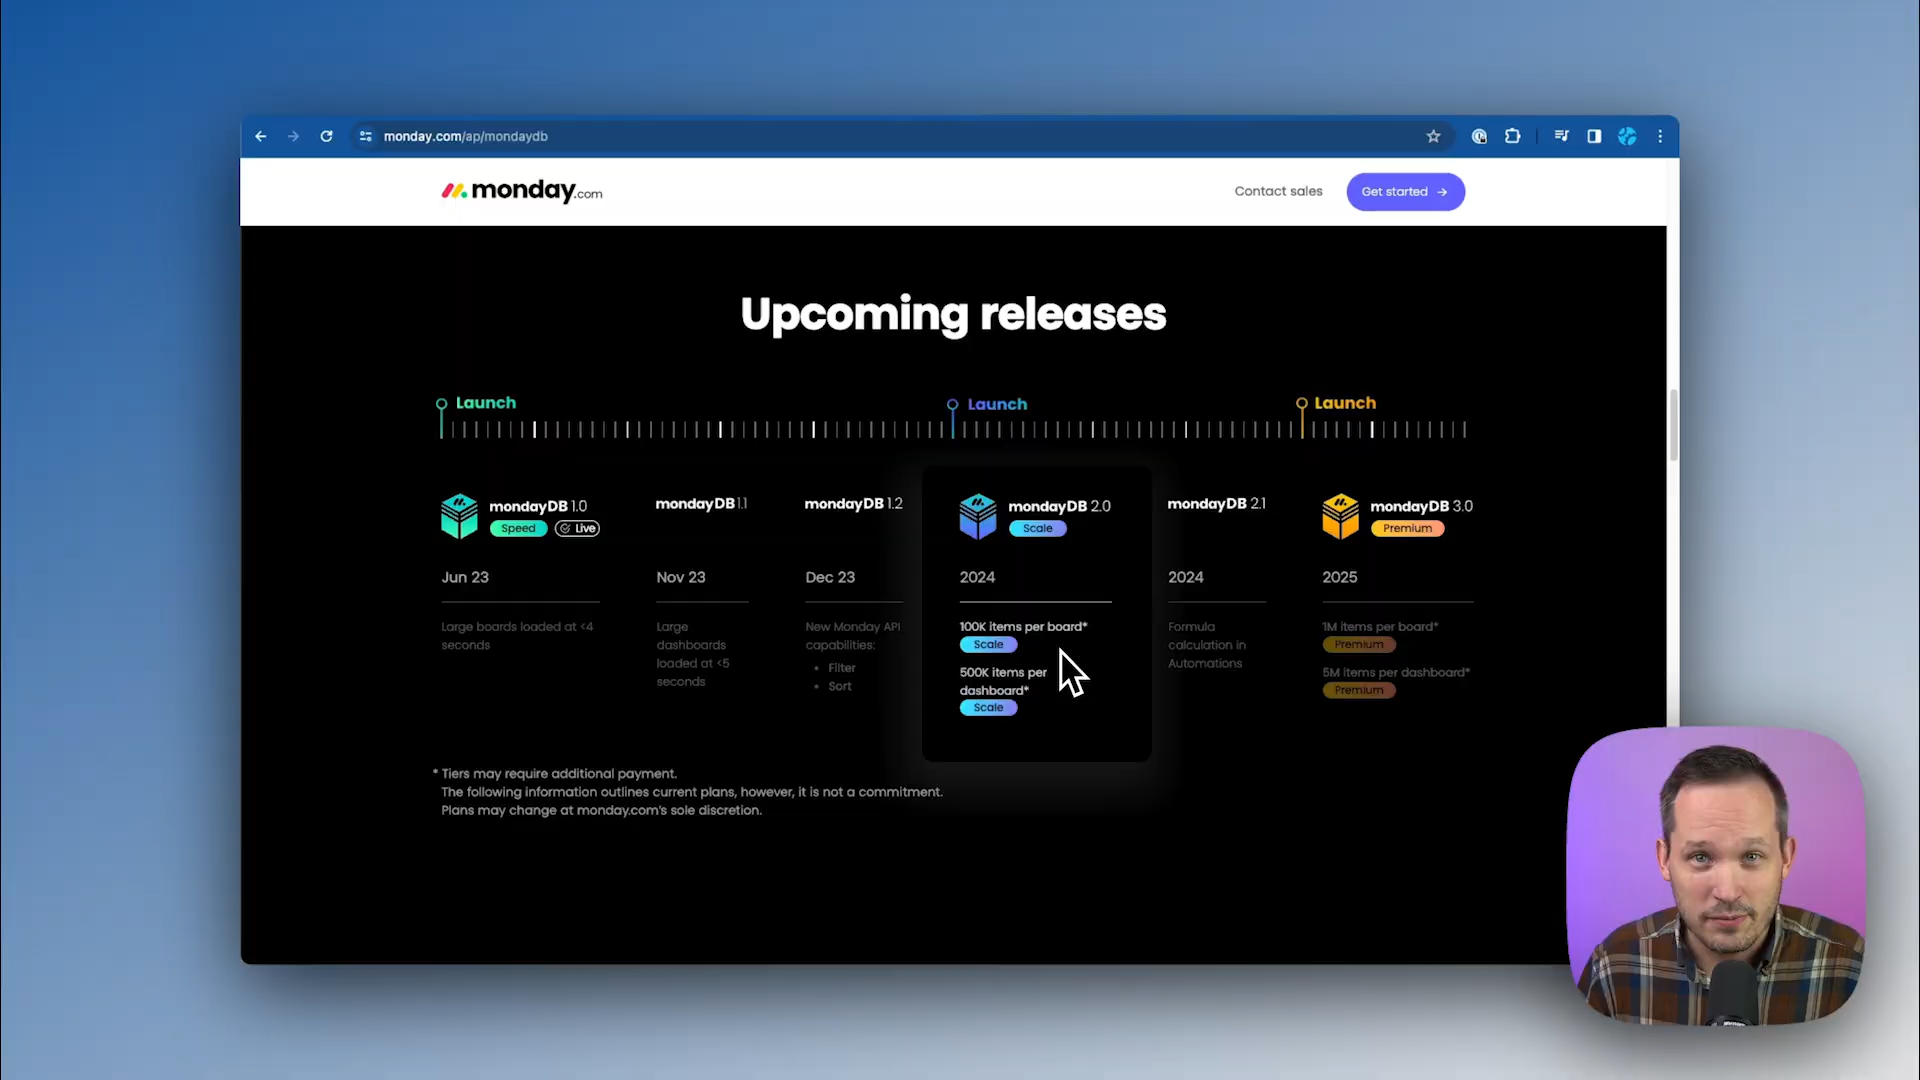 monday.com/ap/mondaydb
monday.com
Contact sales
Get started →
Upcoming releases
Launch
Launch
Launch
mondayDB 1.0
Speed
Live
Jun 23
Large boards loaded at <4
seconds
mondayDB 1.1
Nov 23
Large
dashboards
loaded at <5
seconds
mondayDB 1.2
Dec 23
New Monday API
capabilities:
• Filter
• Sort
mondayDB 2.0
Scale
2024
100K items per board*
Scale
500K items per
dashboard*
Scale
mondayDB 2.1
2024
Formula
calculation in
Automations
mondayDB 3.0
Premium
2025
1M items per board*
Premium
5M items per dashboard*
Premium
* Tiers may require additional payment.
The following information outlines current plans, however, it is not a commitment.
Plans may change at monday.com's sole discretion.